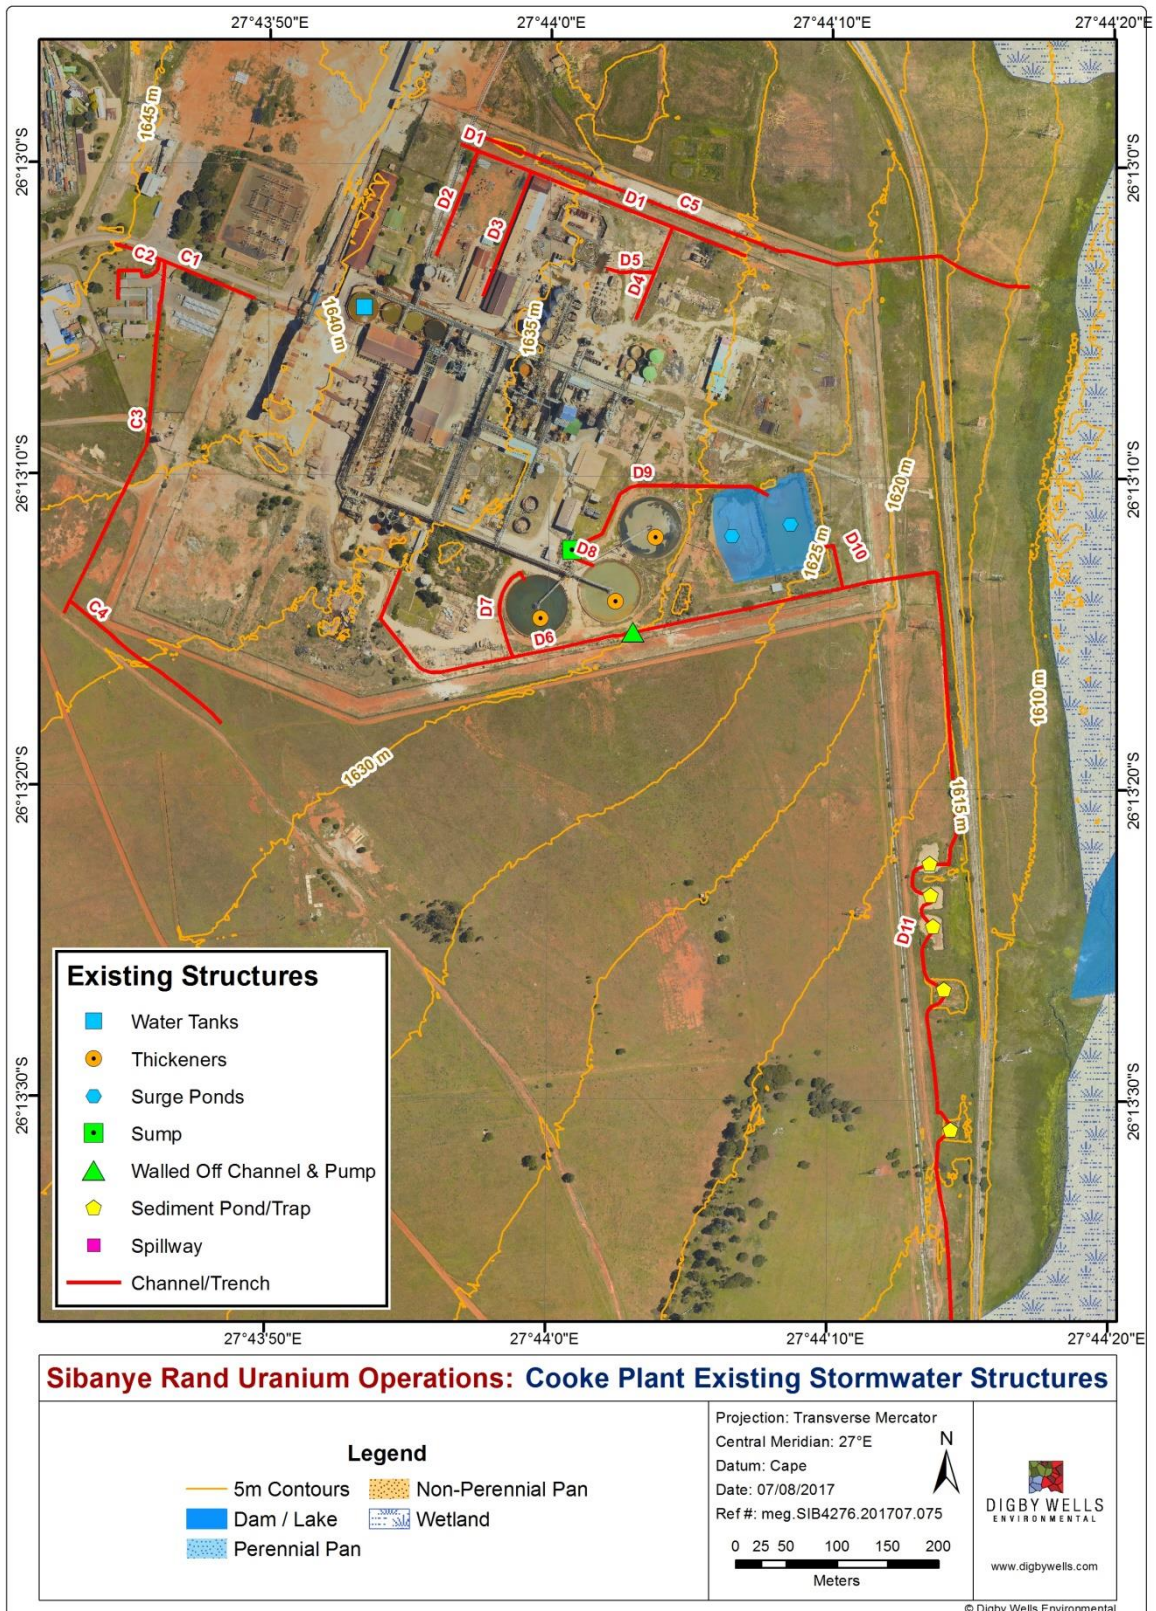 27°43'50"E 27°44'0"E 27°44'10"E 27°44'20"E
1645 m
26°13'0"S 26°13'0"S
D1
D2
D3
D1
C5
C2
C1
D5
D4
1640 m
1635 m
C3
26°13'10"S 26°13'10"S
D9
1620 m
D8
1625 m
D10
D7
D6
C4
1610 m
1630 m
26°13'20"S 26°13'20"S
1615 m
D11
26°13'30"S 26°13'30"S
Existing Structures
Water Tanks
Thickeners
Surge Ponds
Sump
Walled Off Channel & Pump
Sediment Pond/Trap
Spillway
Channel/Trench
27°43'50"E 27°44'0"E 27°44'10"E 27°44'20"E
Sibanye Rand Uranium Operations: Cooke Plant Existing Stormwater Structures
Legend
5m Contours
Dam / Lake
Perennial Pan
Non-Perennial Pan
Wetland
Projection: Transverse Mercator
Central Meridian: 27°E
Datum: Cape
Date: 07/08/2017
Ref #: meg.SIB4276.201707.075
N
0 25 50 100 150 200
Meters
DIGBY WELLS
ENVIRONMENTAL
www.digbywells.com
© Digby Wells Environmental